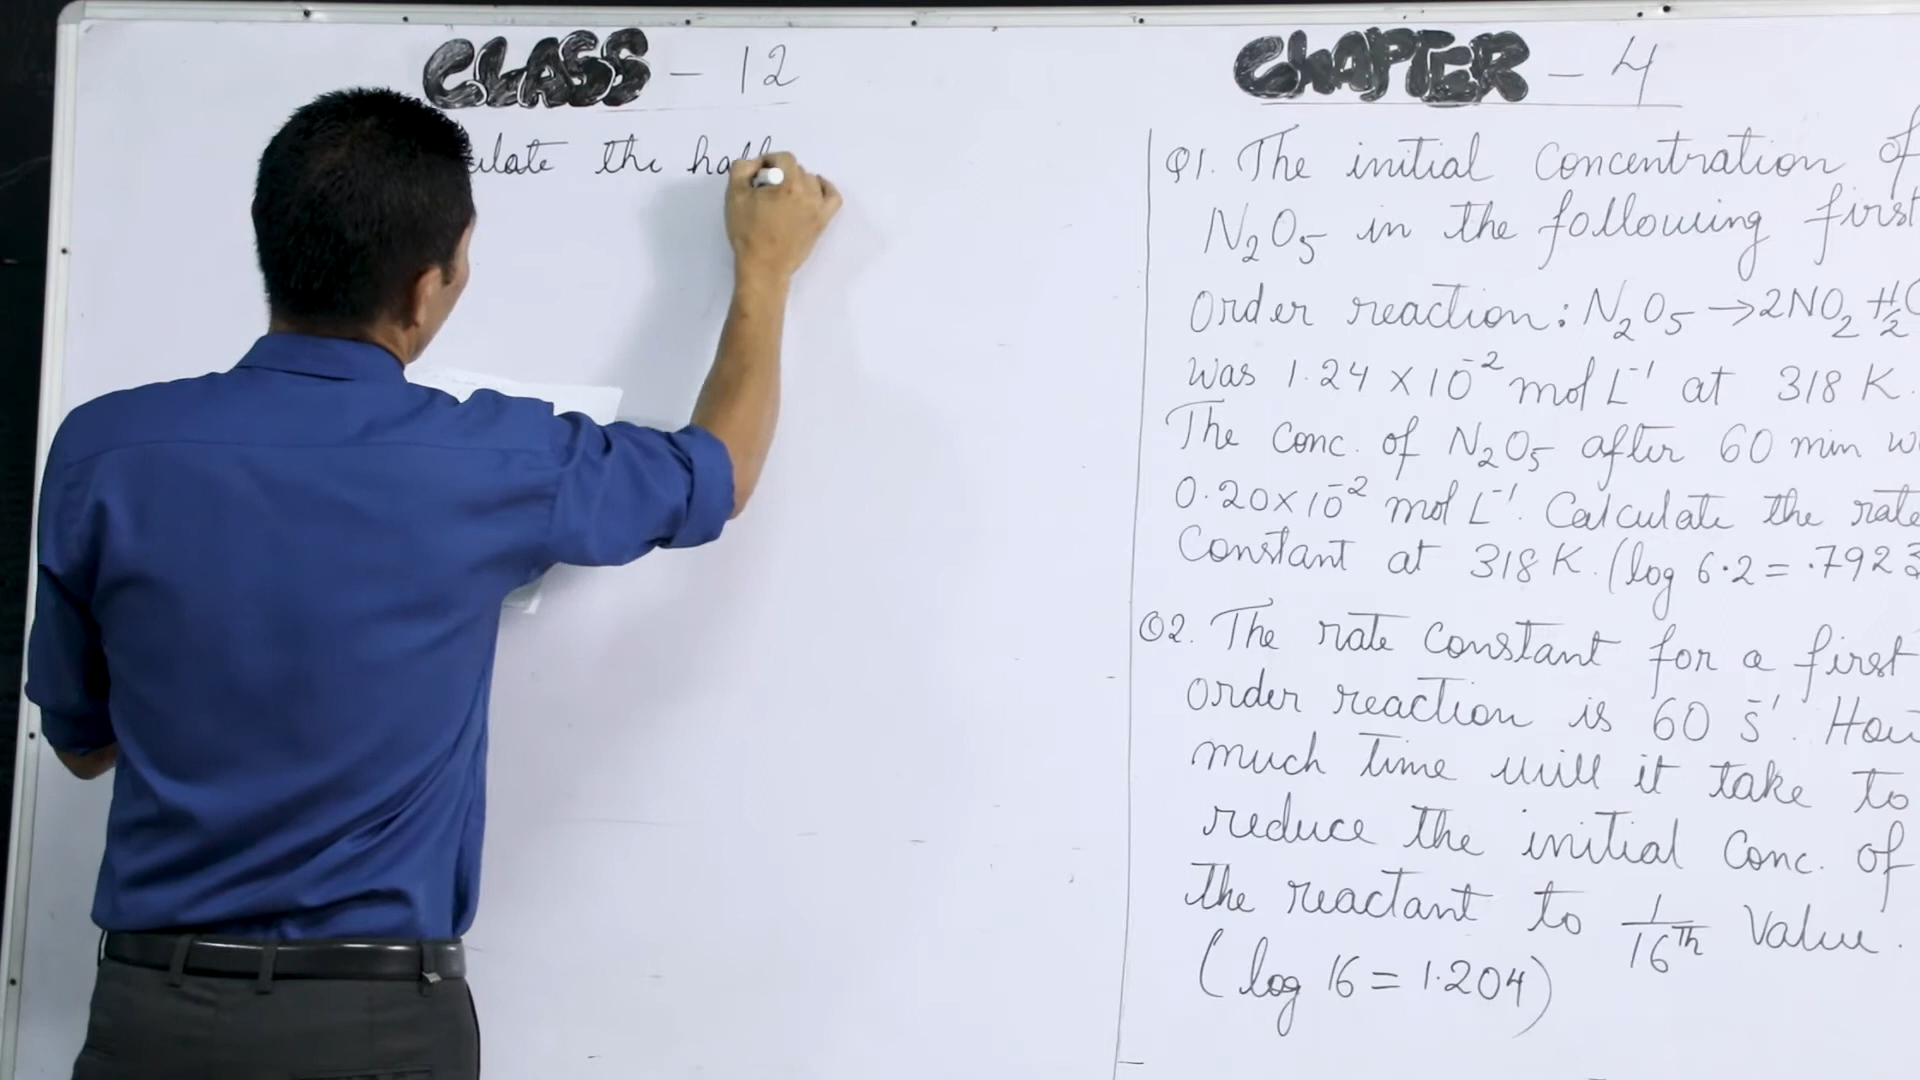 CLASS - 12
CHAPTER - 4
ulate the
Q1. The initial Concentration of
N₂O₅ in the following first
Order reaction: N₂O₅ → 2NO₂ +½
was 1.24 × 10⁻² mol L⁻¹ at 318 K.
The Conc. of N₂O₅ after 60 min
0.20×10⁻² mol L⁻¹. Calculate the rate
Constant at 318 K. (log 6.2 = .792
Q2. The rate Constant for a first
Order reaction is 60 s⁻¹. How
much time will it take to
reduce the initial Conc. of
the reactant to 1/16ᵀʰ Value.
(log 16 = 1.204)